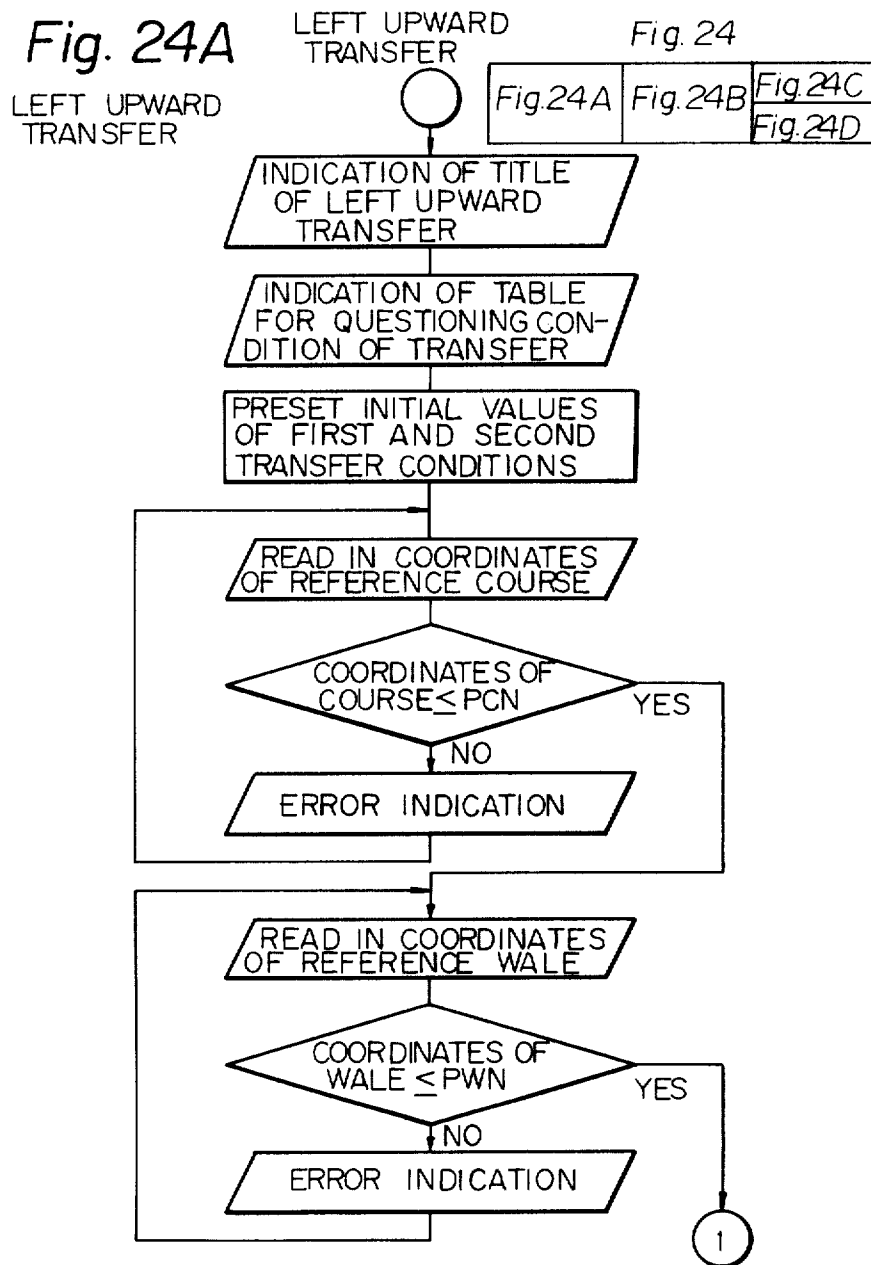 Fig. 24A
LEFT UPWARD
TRANSFER
LEFT UPWARD
TRANSFER
Fig. 24
Fig.24A
Fig.24B
Fig.24C
Fig.24D
INDICATION OF TITLE
OF LEFT UPWARD
TRANSFER
INDICATION OF TABLE
FOR QUESTIONING CON-
DITION OF TRANSFER
PRESET INITIAL VALUES
OF FIRST AND SECOND
TRANSFER CONDITIONS
READ IN COORDINATES
OF REFERENCE COURSE
COORDINATES OF
COURSE ≤ PCN
YES
NO
ERROR INDICATION
READ IN COORDINATES
OF REFERENCE WALE
COORDINATES OF
WALE ≤ PWN
YES
NO
ERROR INDICATION
1